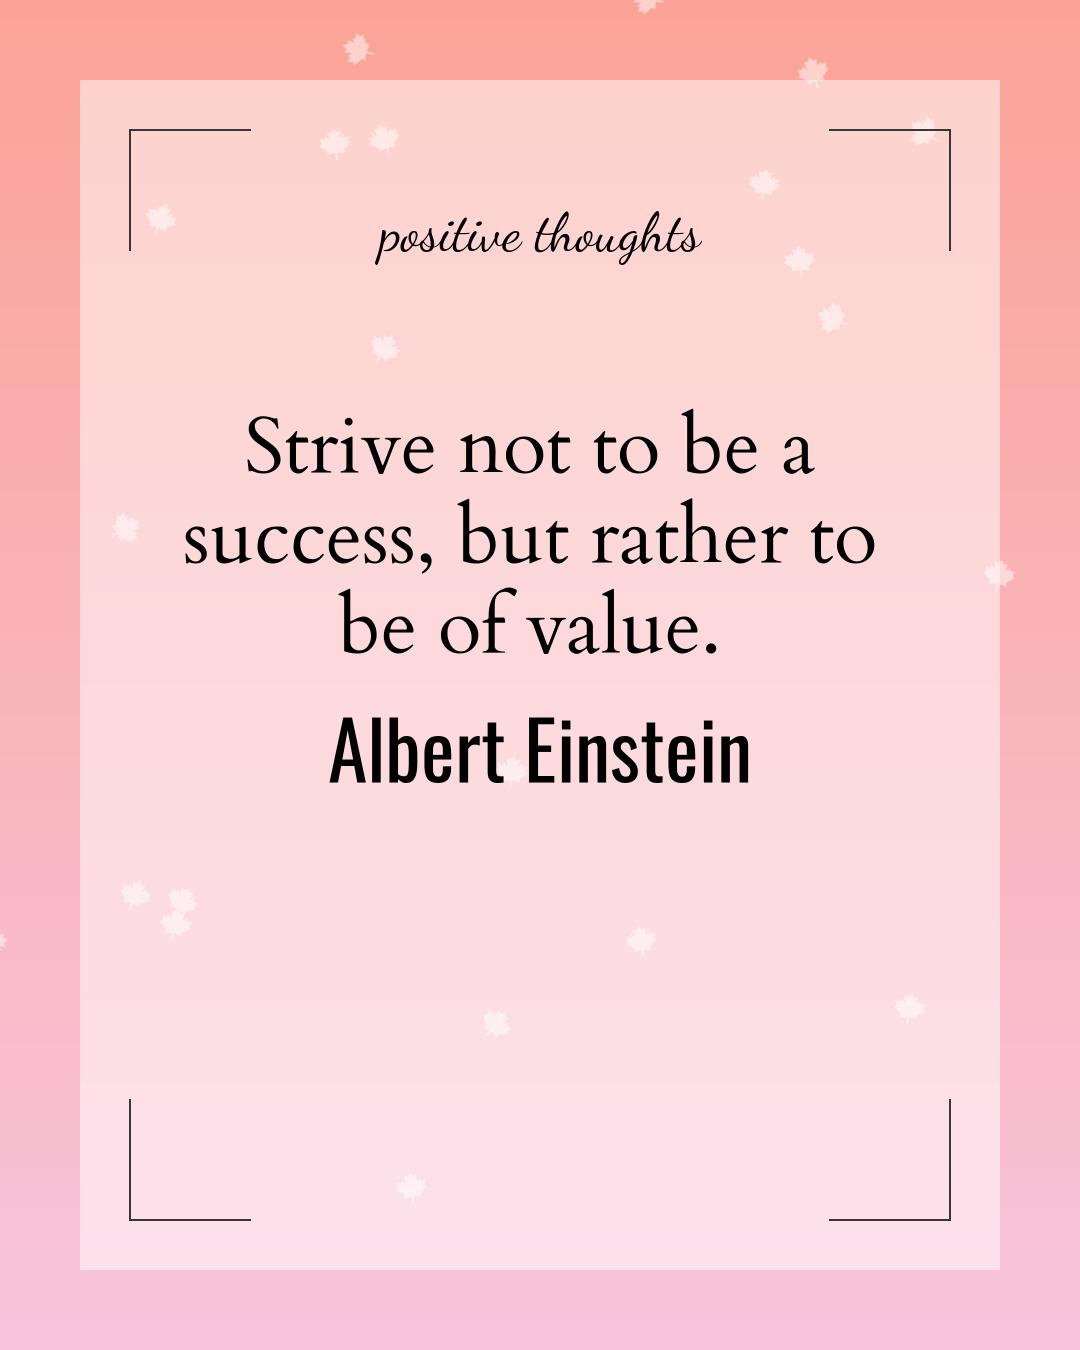 positive thoughts
Strive not to be a
success, but rather to
be of value.
Albert Einstein